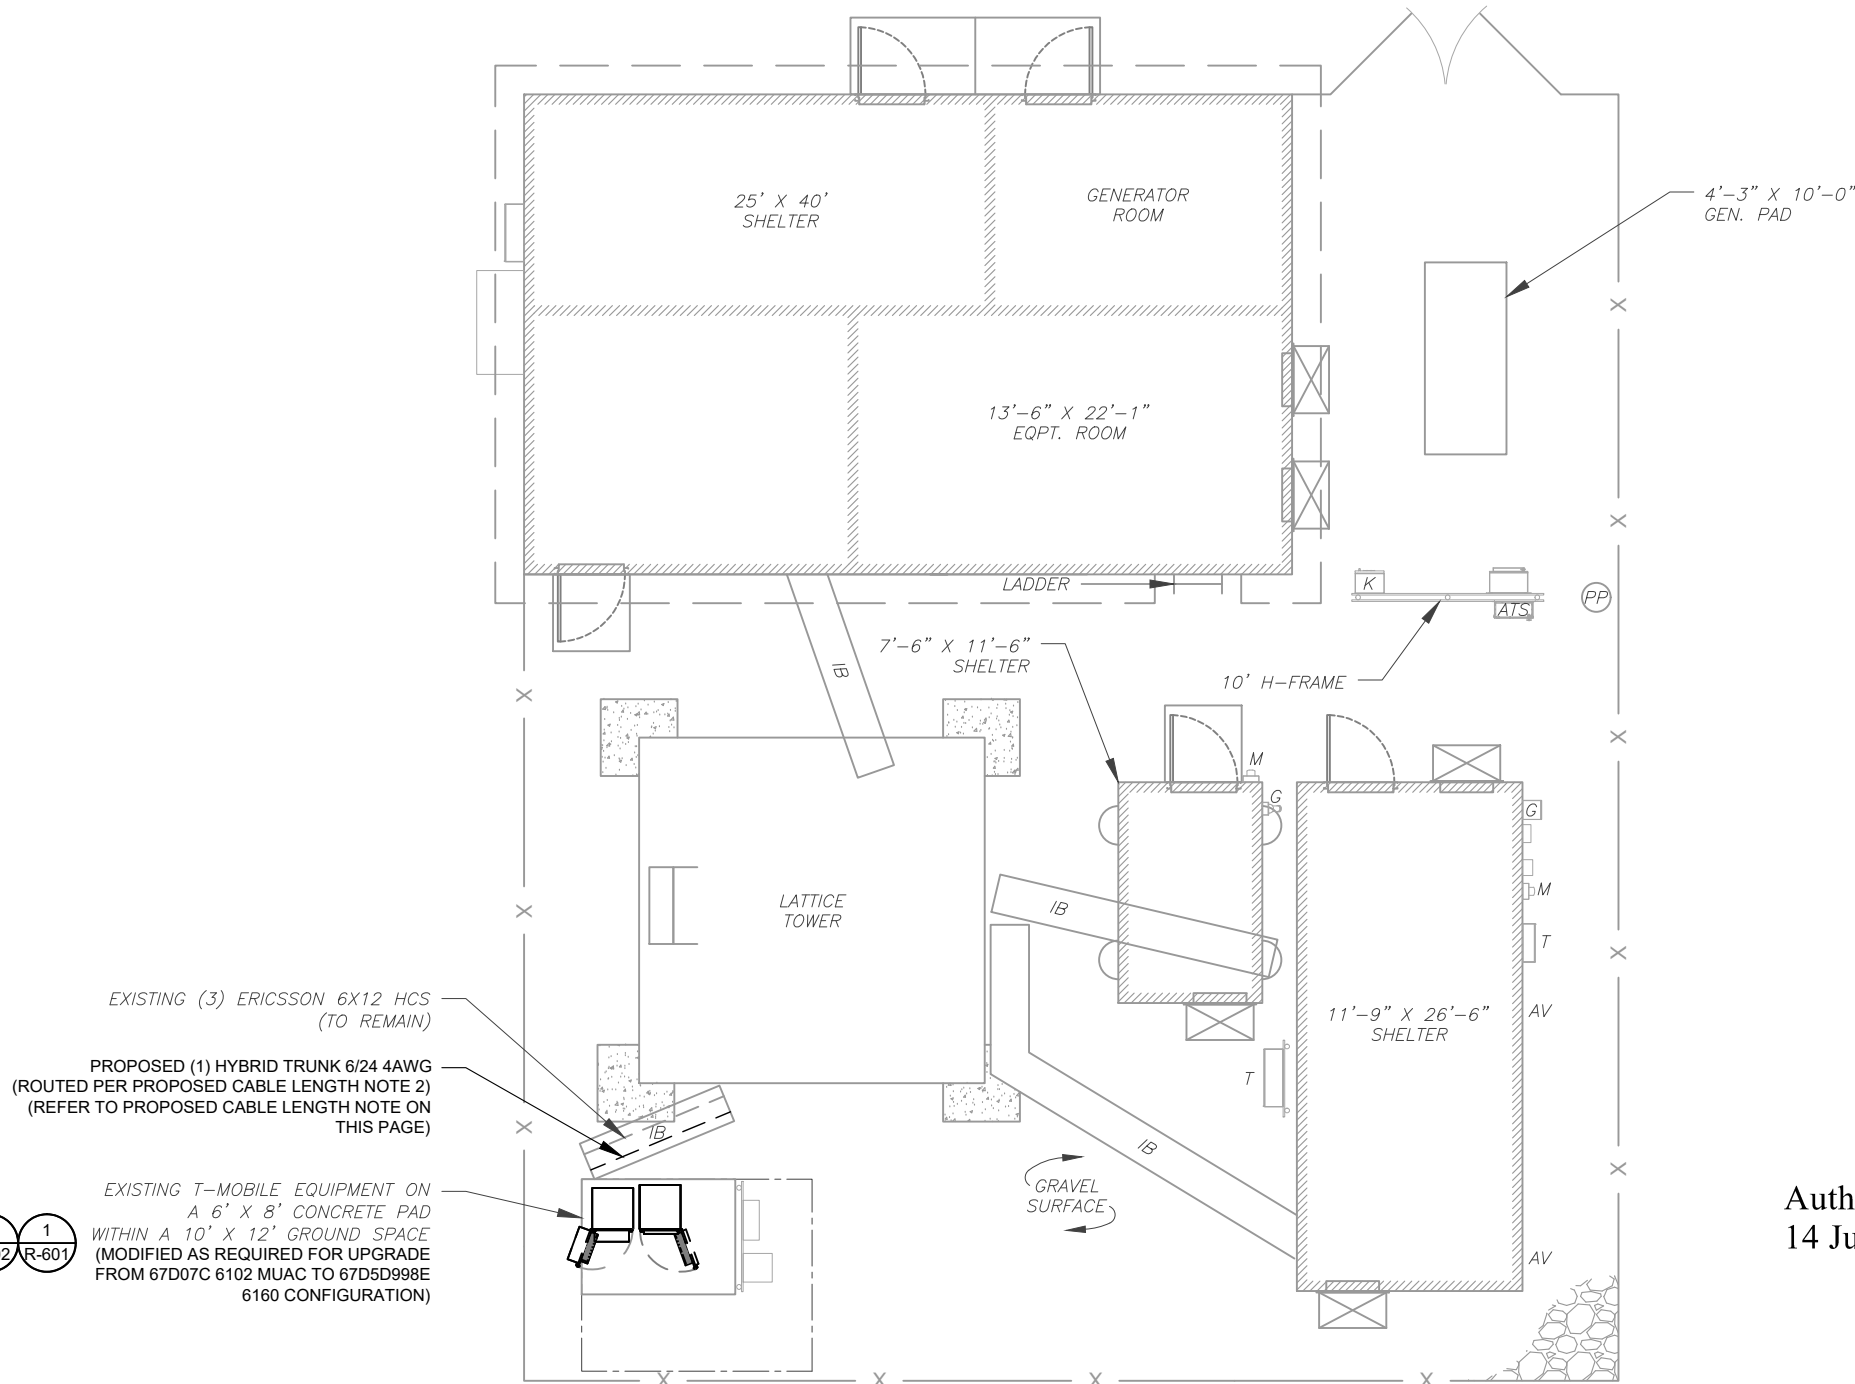 25' X 40'
SHELTER
GENERATOR
ROOM
4'-3" X 10'-0"
GEN. PAD
X
13'-6" X 22'-1"
EQPT. ROOM
X
LADDER
K
ATS
PP
7'-6" X 11'-6"
SHELTER
10' H-FRAME
IB
X
X
M
G
G
LATTICE
TOWER
IB
M
X
T
X
EXISTING (3) ERICSSON 6X12 HCS
(TO REMAIN)
11'-9" X 26'-6"
SHELTER
AV
PROPOSED (1) HYBRID TRUNK 6/24 4AWG
(ROUTED PER PROPOSED CABLE LENGTH NOTE 2)
(REFER TO PROPOSED CABLE LENGTH NOTE ON
THIS PAGE)
T
X
IB
IB
X
EXISTING T-MOBILE EQUIPMENT ON
A 6' X 8' CONCRETE PAD
WITHIN A 10' X 12' GROUND SPACE
(MODIFIED AS REQUIRED FOR UPGRADE
FROM 67D07C 6102 MUAC TO 67D5D998E
6160 CONFIGURATION)
1
R-601
GRAVEL
SURFACE
AV
Auth
14 Ju
X
X
X
X